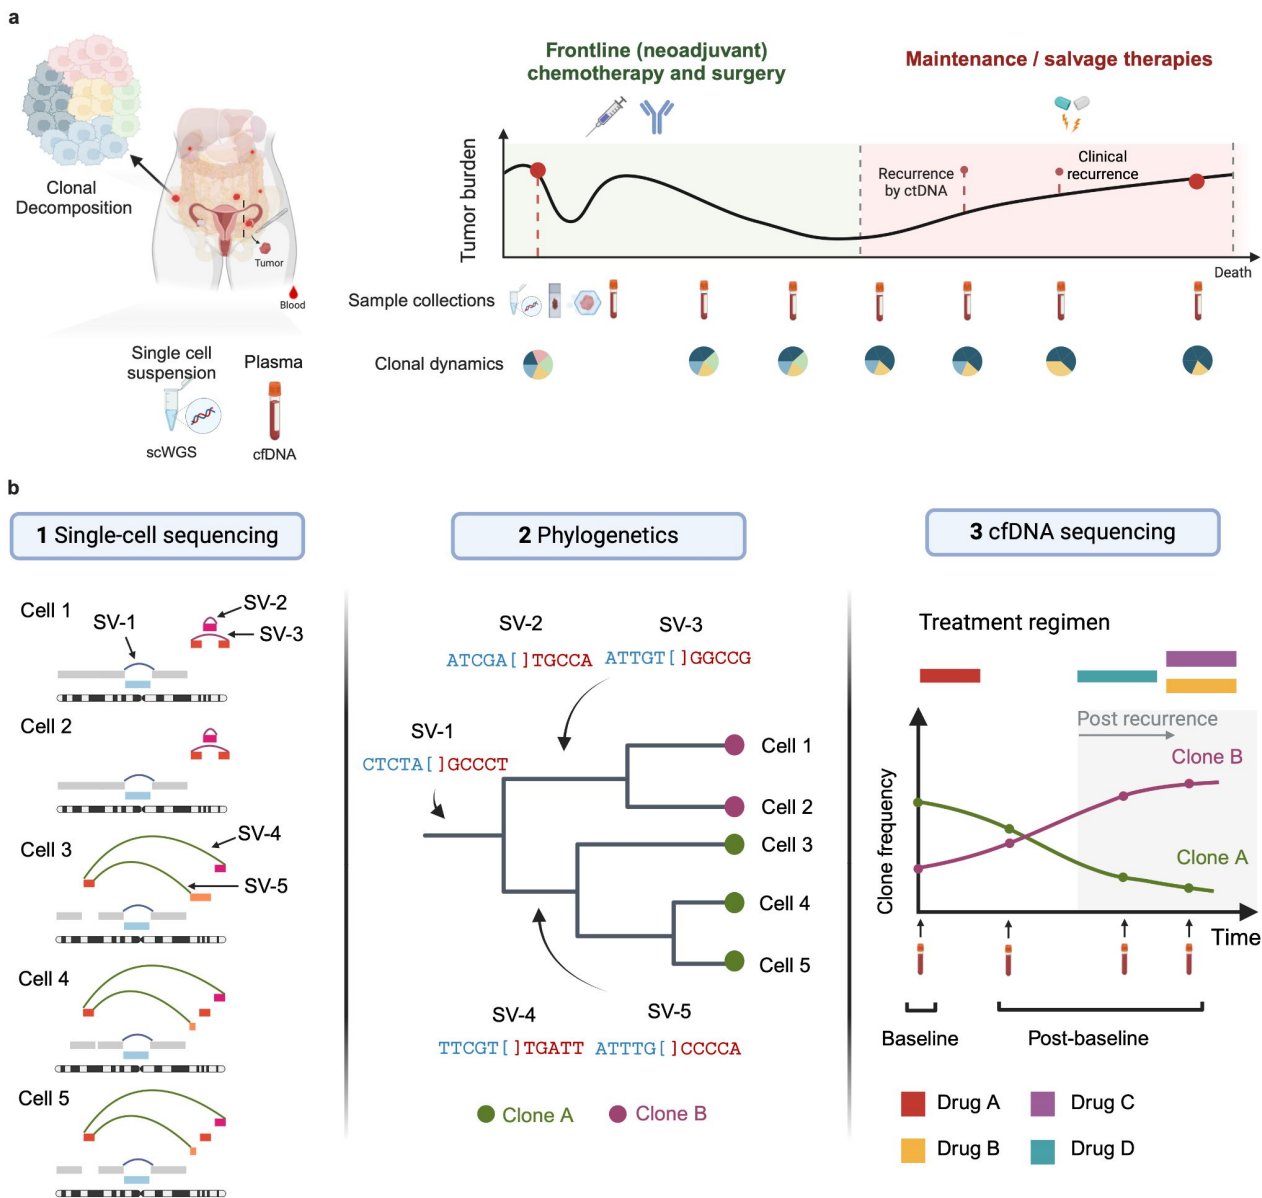 a
Clonal
Decomposition
Tumor
Blood
Single cell
suspension
Plasma
scWGS
cfDNA
Frontline (neoadjuvant)
chemotherapy and surgery
Maintenance / salvage therapies
Tumor burden
Recurrence
by ctDNA
Clinical
recurrence
Death
Sample collections
Clonal dynamics
b
1 Single-cell sequencing
2 Phylogenetics
3 cfDNA sequencing
Cell 1
SV-1
SV-2
SV-3
Cell 2
Cell 3
SV-4
SV-5
Cell 4
Cell 5
SV-2
SV-3
ATCGA[ ]TGCCA
ATTGT[ ]GGCCG
SV-1
CTCTA[ ]GCCCT
Cell 1
Cell 2
Cell 3
Cell 4
Cell 5
SV-4
SV-5
TTCGT[ ]TGATT
ATTTG[ ]CCCCA
Clone A
Clone B
Treatment regimen
Post recurrence
Clone B
Clone A
Clone frequency
Time
Baseline
Post-baseline
Drug A
Drug C
Drug B
Drug D